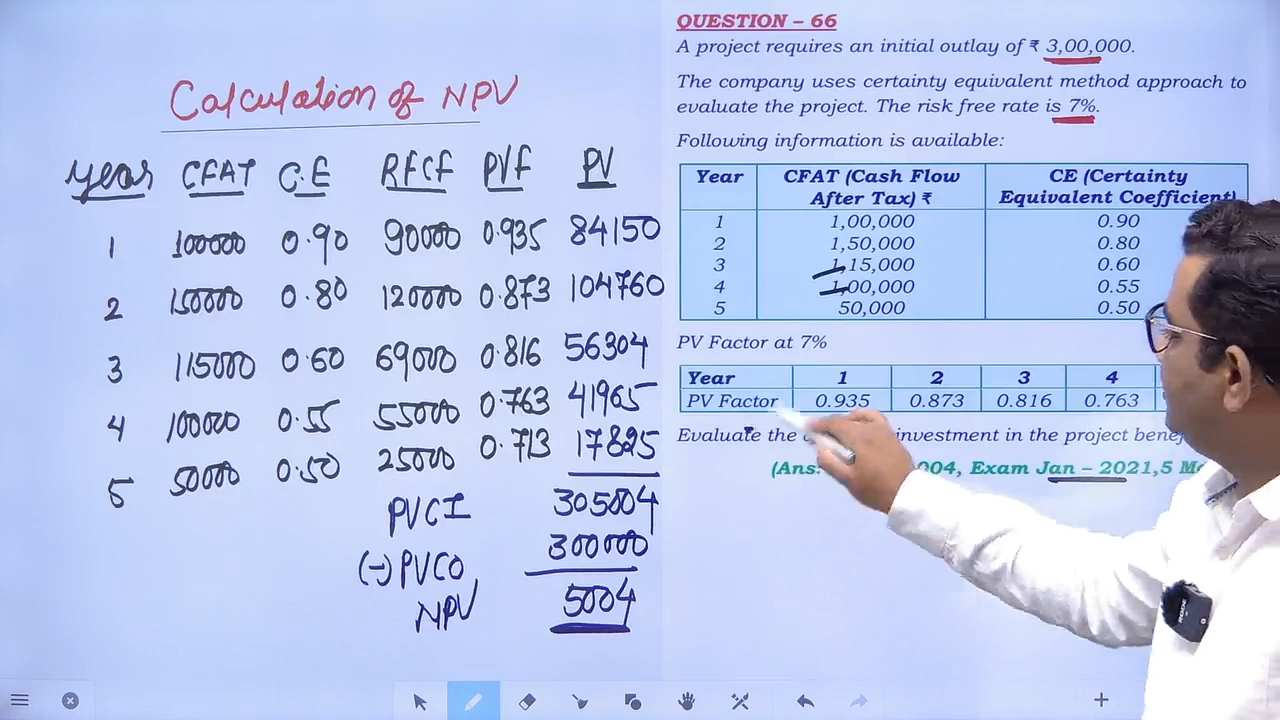 Calculation of NPV
Year CFAT C.E RFCF PVF PV
1 100000 0.90 90000 0.935 84150
2 150000 0.80 120000 0.873 104760
3 115000 0.60 69000 0.816 56304
4 100000 0.55 55000 0.763 41965
5 50000 0.50 25000 0.713 17825
PVCI 305004
(-) PVCO 300000
NPV 5004
QUESTION – 66
A project requires an initial outlay of ₹ 3,00,000.
The company uses certainty equivalent method approach to
evaluate the project. The risk free rate is 7%.
Following information is available:
Year CFAT (Cash Flow After Tax) ₹ CE (Certainty Equivalent Coefficient)
1 1,00,000 0.90
2 1,50,000 0.80
3 1,15,000 0.60
4 1,00,000 0.55
5 50,000 0.50
PV Factor at 7%
Year 1 2 3 4
PV Factor 0.935 0.873 0.816 0.763
Evaluate the investment in the project
(Ans: 004, Exam Jan – 2021,5